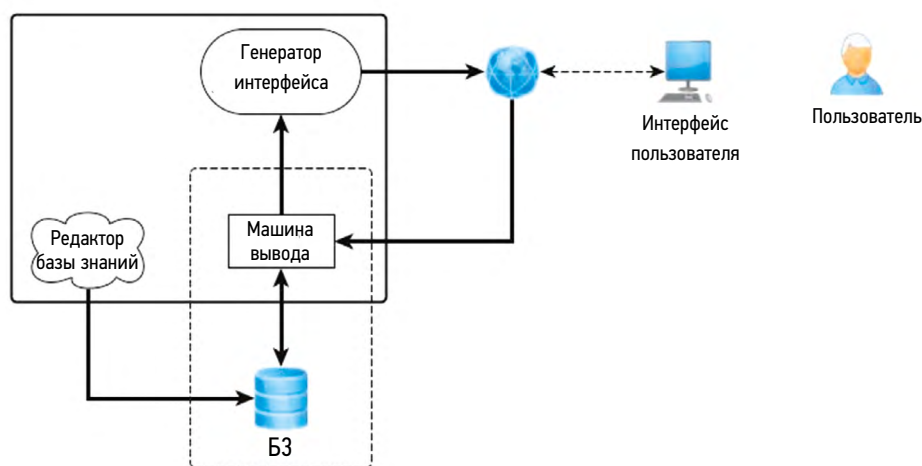 Генератор
интерфейса
Интерфейс
пользователя
Пользователь
Редактор
базы знаний
Машина
вывода
БЗ